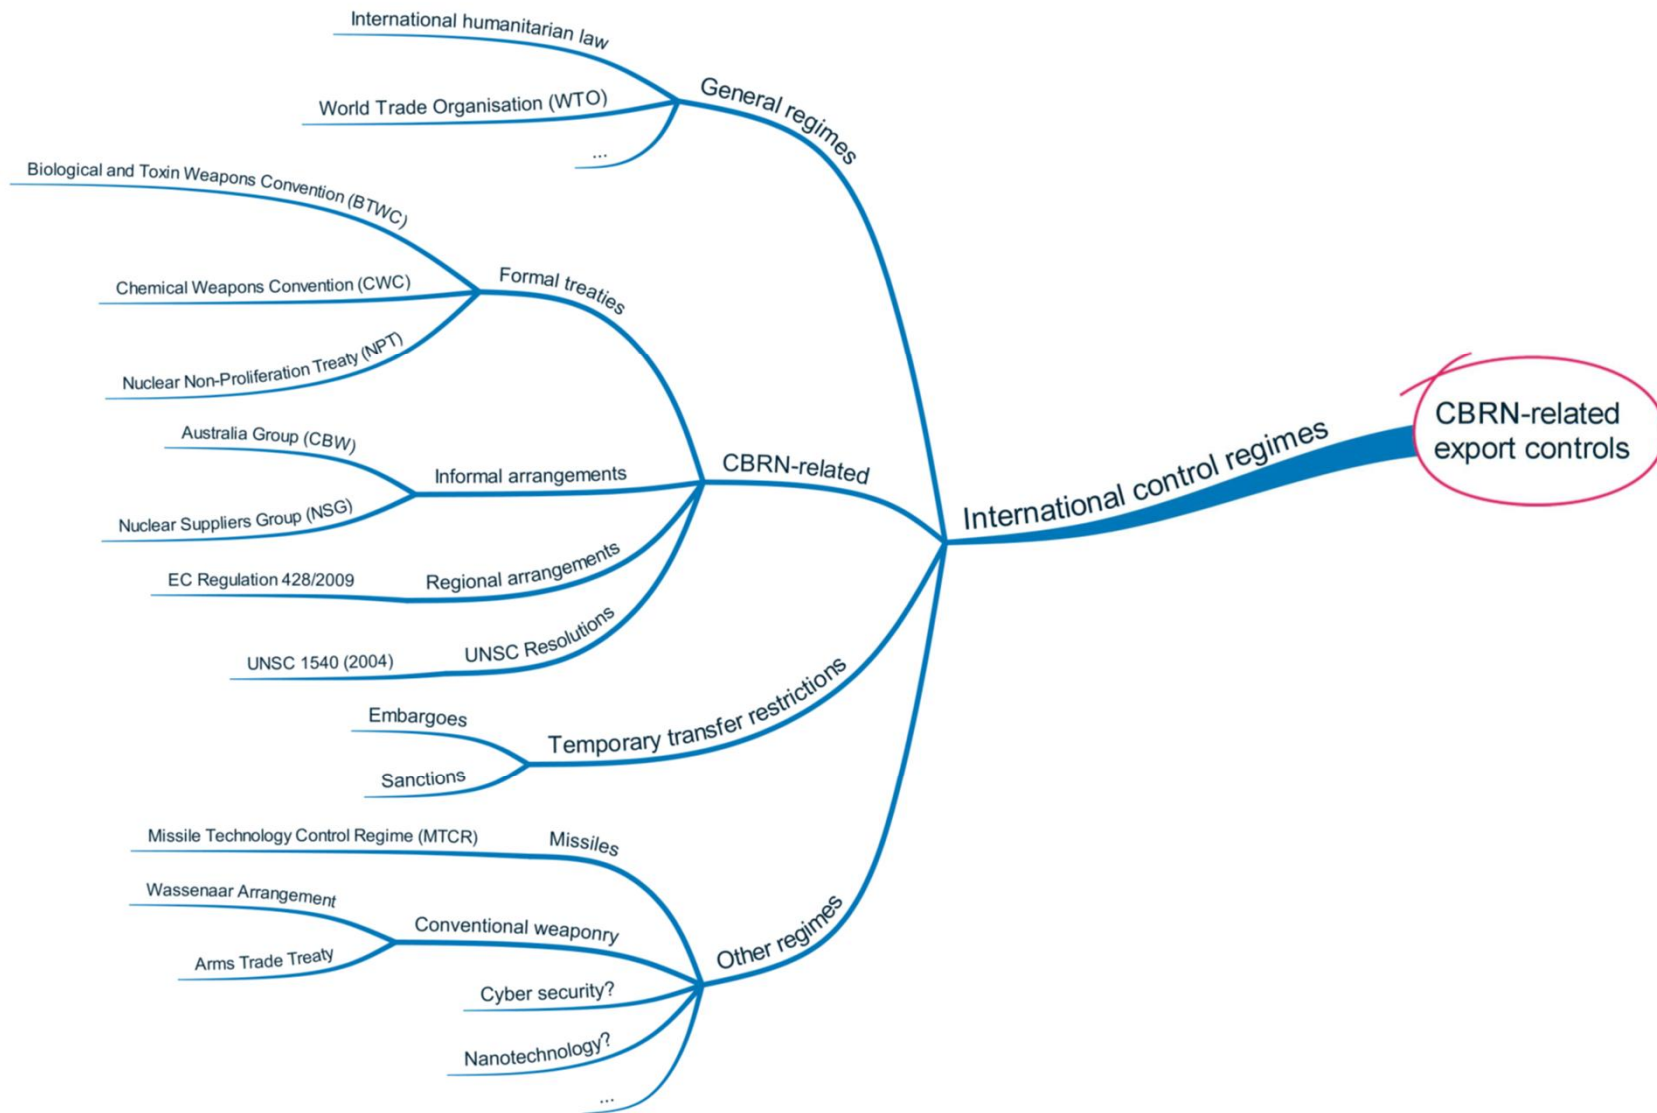 International humanitarian law
World Trade Organisation (WTO)
...
General regimes
Biological and Toxin Weapons Convention (BTWC)
Chemical Weapons Convention (CWC)
Nuclear Non-Proliferation Treaty (NPT)
Formal treaties
Australia Group (CBW)
Nuclear Suppliers Group (NSG)
Informal arrangements
EC Regulation 428/2009
Regional arrangements
UNSC 1540 (2004)
UNSC Resolutions
CBRN-related
Embargoes
Sanctions
Temporary transfer restrictions
Missile Technology Control Regime (MTCR)
Missiles
Wassenaar Arrangement
Arms Trade Treaty
Conventional weaponry
Cyber security?
Nanotechnology?
...
Other regimes
International control regimes
CBRN-related
export controls